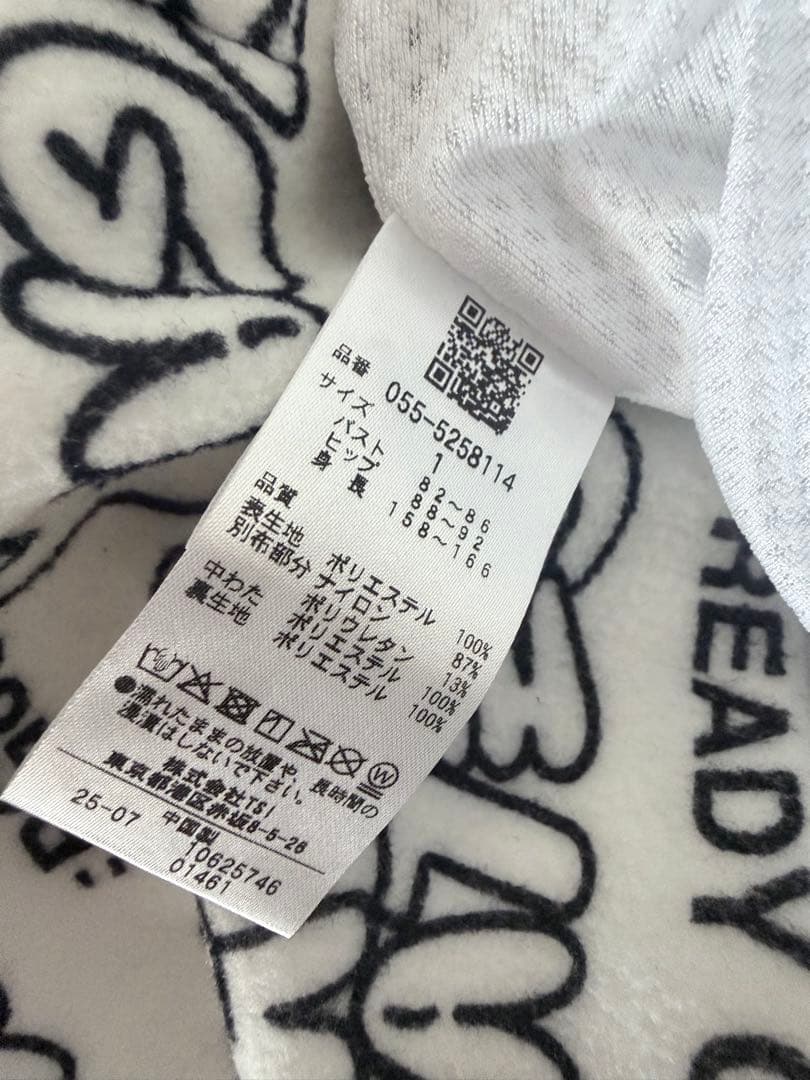 品番 055-5258114
サイズ 1
バスト 82~86
ヒップ 88~92
身長 158~166
品質
表生地 ポリエステル 100%
別布部分 ナイロン 87%
ポリウレタン 13%
中わた ポリエステル 100%
裏生地 ポリエステル 100%
W
●濡れたままの放置や、長時間の
浸漬はしないで下さい。
株式会社TSI
東京都港区赤坂8-5-28
25-07 中国製
10625746
01461
READY